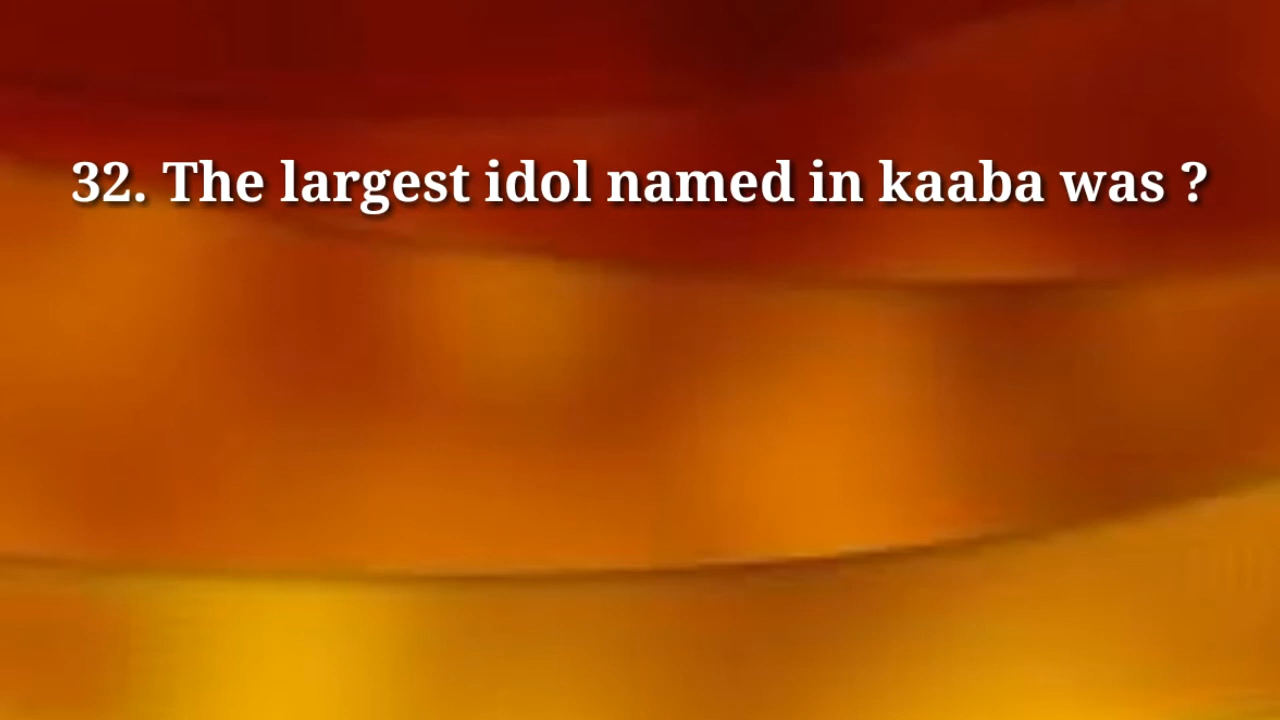 32. The largest idol named in kaaba was ?